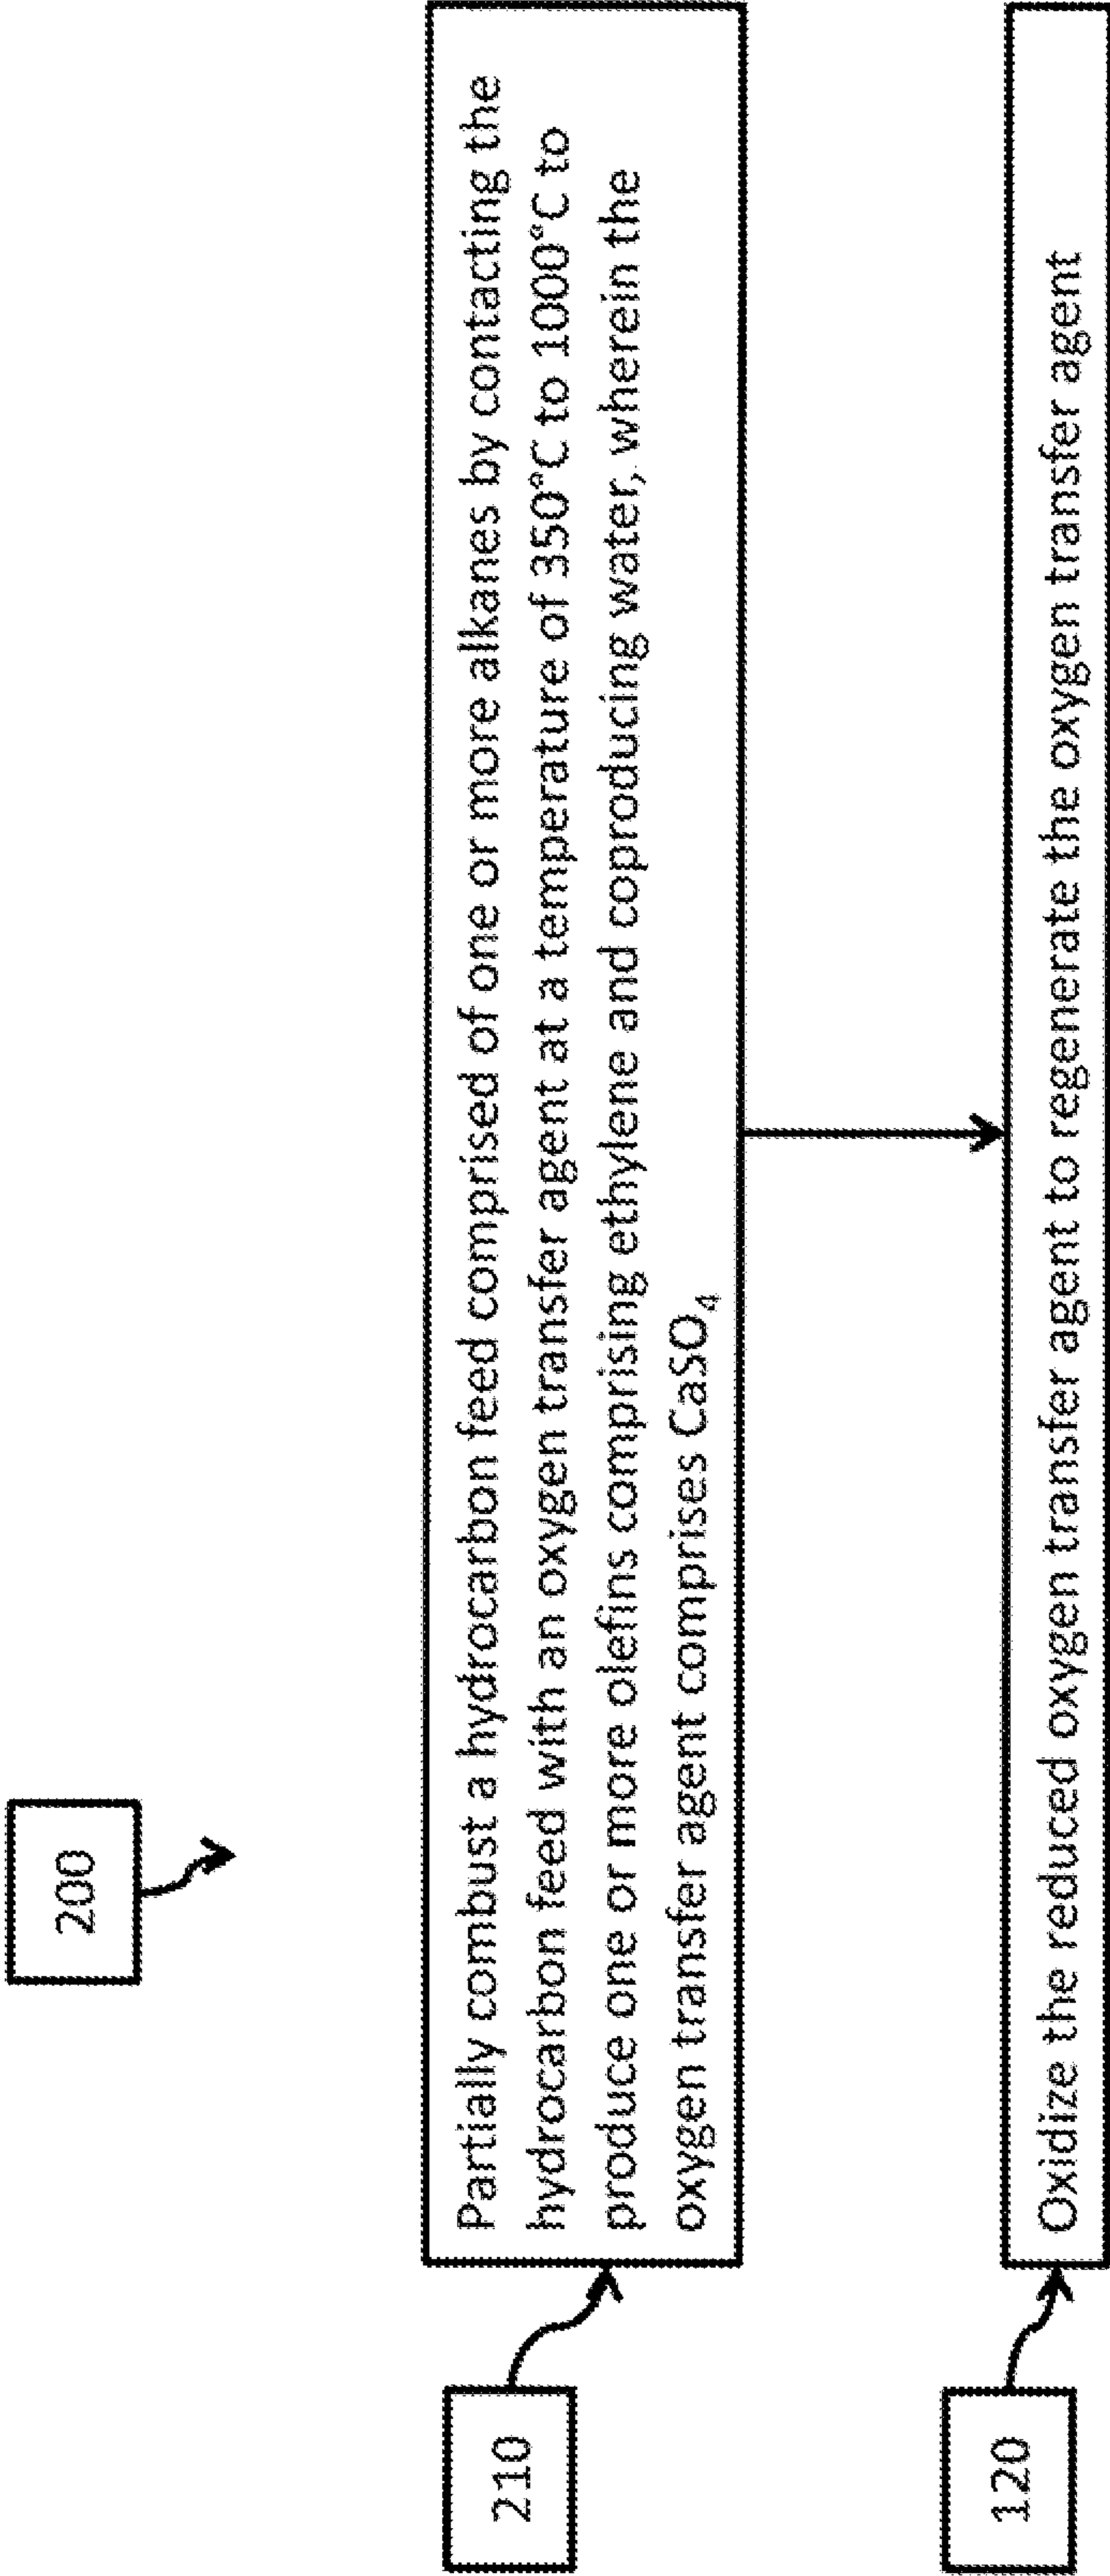 200
210
Partially combust a hydrocarbon feed comprised of one or more alkanes by contacting the
hydrocarbon feed with an oxygen transfer agent at a temperature of 350°C to 1000°C to
produce one or more olefins comprising ethylene and coproducing water, wherein the
oxygen transfer agent comprises CaSO₄
120
Oxidize the reduced oxygen transfer agent to regenerate the oxygen transfer agent